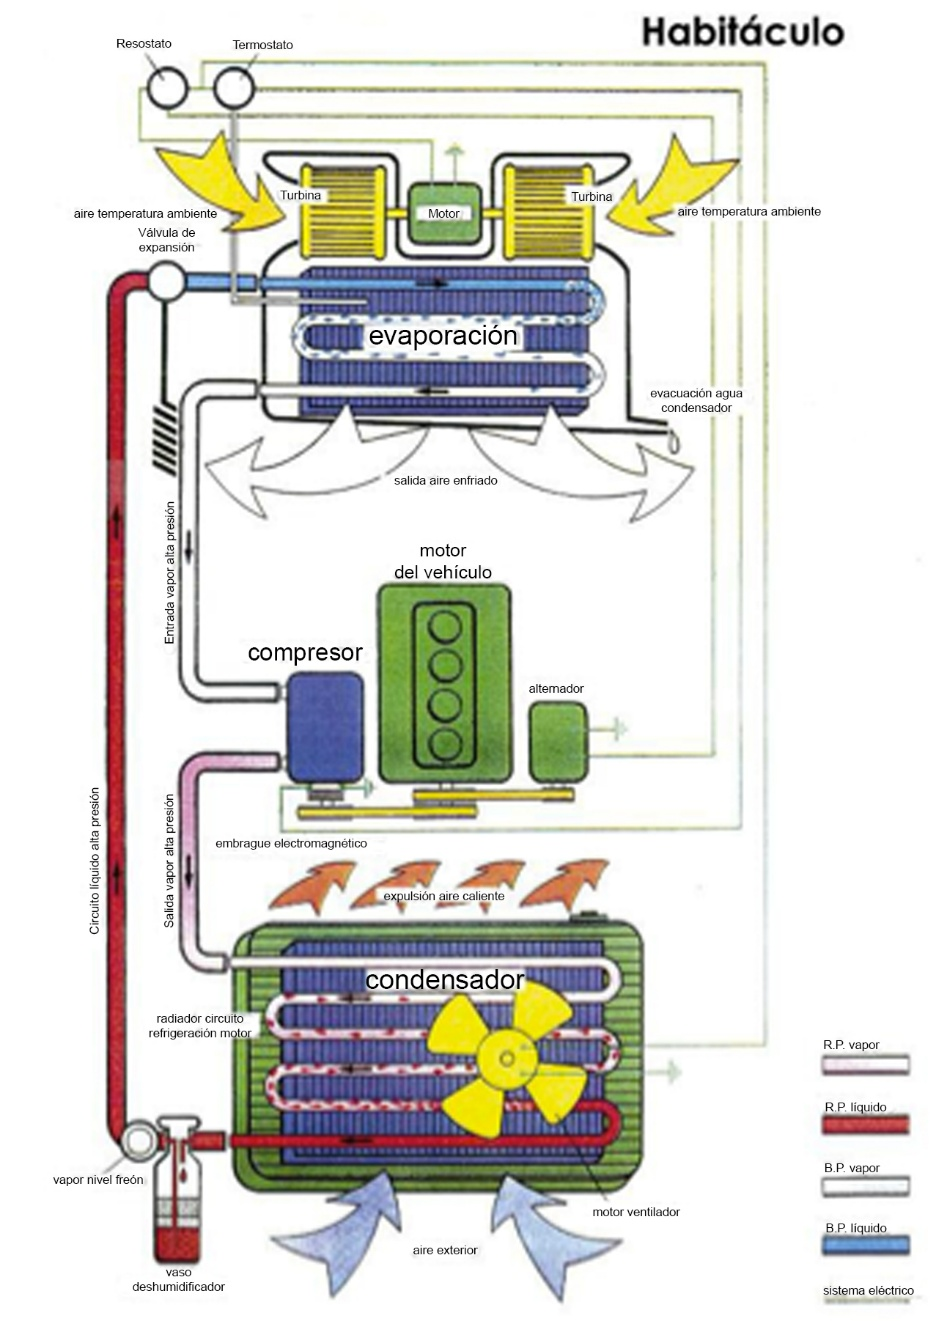 Habitáculo
Resostato
Termostato
Turbina
Turbina
Motor
aire temperatura ambiente
aire temperatura ambiente
Válvula de
expansión
evaporación
evacuación agua
condensador
salida aire enfriado
Entrada vapor alta presión
motor
del vehículo
compresor
alternador
Circuito líquido alta presión
Salida vapor alta presión
embrague electromagnético
expulsión aire caliente
condensador
radiador circuito
refrigeración motor
R.P. vapor
R.P. líquido
vapor nivel freón
B.P. vapor
motor ventilador
B.P. líquido
aire exterior
vaso
deshumidificador
sistema eléctrico